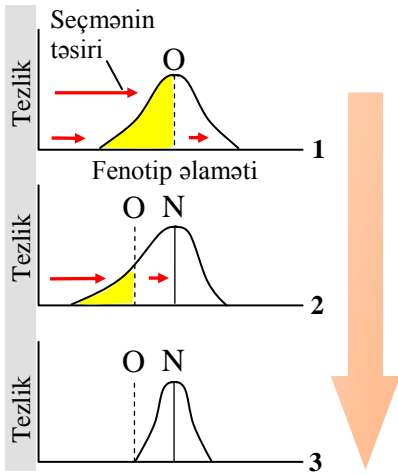 Seçmənin
təsiri
Tezlik
O
1
Fenotip əlaməti
Tezlik
O N
2
Tezlik
O N
3